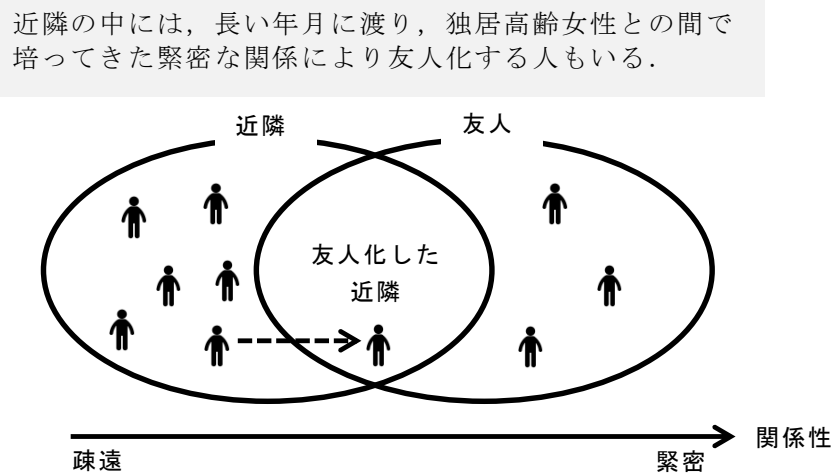 近隣の中には，長い年月に渡り，独居高齢女性との間で
培ってきた緊密な関係により友人化する人もいる．
近隣
友人
友人化した
近隣
関係性
疎遠
緊密